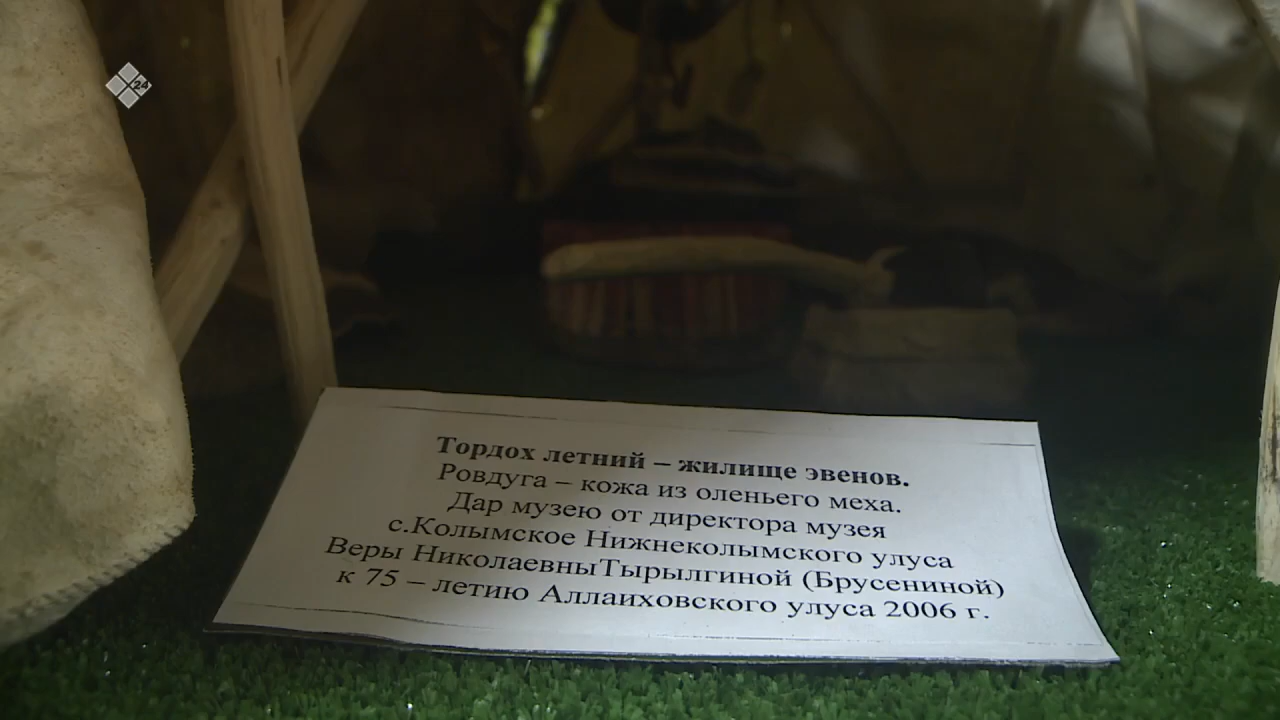 24
Тордох летний – жилище эвенов.
Ровдуга – кожа из оленьего меха.
Дар музею от директора музея
с.Колымское Нижнеколымского улуса
Веры НиколаевныТырылгиной (Брусениной)
к 75 – летию Аллаиховского улуса 2006 г.